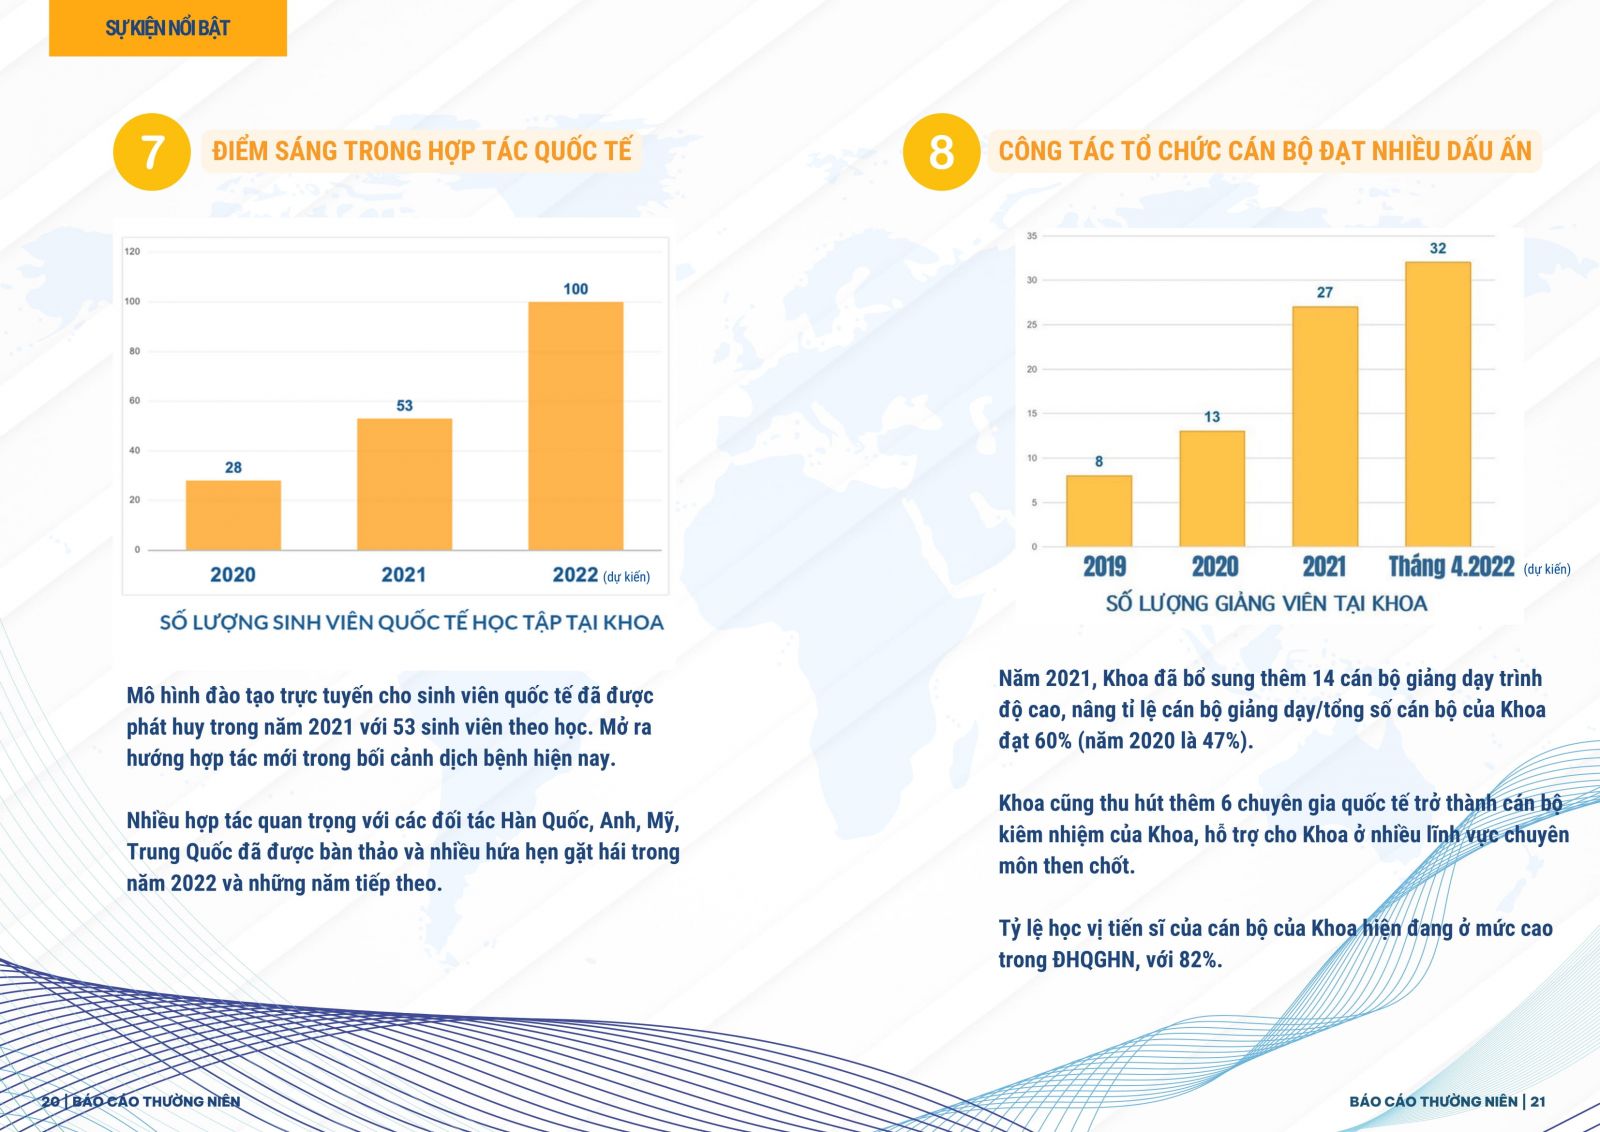 SỰ KIỆN NỔI BẬT
7
ĐIỂM SÁNG TRONG HỢP TÁC QUỐC TẾ
120
100
80
60
40
20
0
28
53
100
2020
2021
2022 (dự kiến)
SỐ LƯỢNG SINH VIÊN QUỐC TẾ HỌC TẬP TẠI KHOA
Mô hình đào tạo trực tuyến cho sinh viên quốc tế đã được
phát huy trong năm 2021 với 53 sinh viên theo học. Mở ra
hướng hợp tác mới trong bối cảnh dịch bệnh hiện nay.
Nhiều hợp tác quan trọng với các đối tác Hàn Quốc, Anh, Mỹ,
Trung Quốc đã được bàn thảo và nhiều hứa hẹn gặt hái trong
năm 2022 và những năm tiếp theo.
20 | BÁO CÁO THƯỜNG NIÊN
8
CÔNG TÁC TỔ CHỨC CÁN BỘ ĐẠT NHIỀU DẤU ẤN
35
30
25
20
15
10
5
0
8
13
27
32
2019
2020
2021
Tháng 4.2022 (dự kiến)
SỐ LƯỢNG GIẢNG VIÊN TẠI KHOA
Năm 2021, Khoa đã bổ sung thêm 14 cán bộ giảng dạy trình
độ cao, nâng tỉ lệ cán bộ giảng dạy/tổng số cán bộ của Khoa
đạt 60% (năm 2020 là 47%).
Khoa cũng thu hút thêm 6 chuyên gia quốc tế trở thành cán bộ
kiêm nhiệm của Khoa, hỗ trợ cho Khoa ở nhiều lĩnh vực chuyên
môn then chốt.
Tỷ lệ học vị tiến sĩ của cán bộ của Khoa hiện đang ở mức cao
trong ĐHQGHN, với 82%.
BÁO CÁO THƯỜNG NIÊN | 21